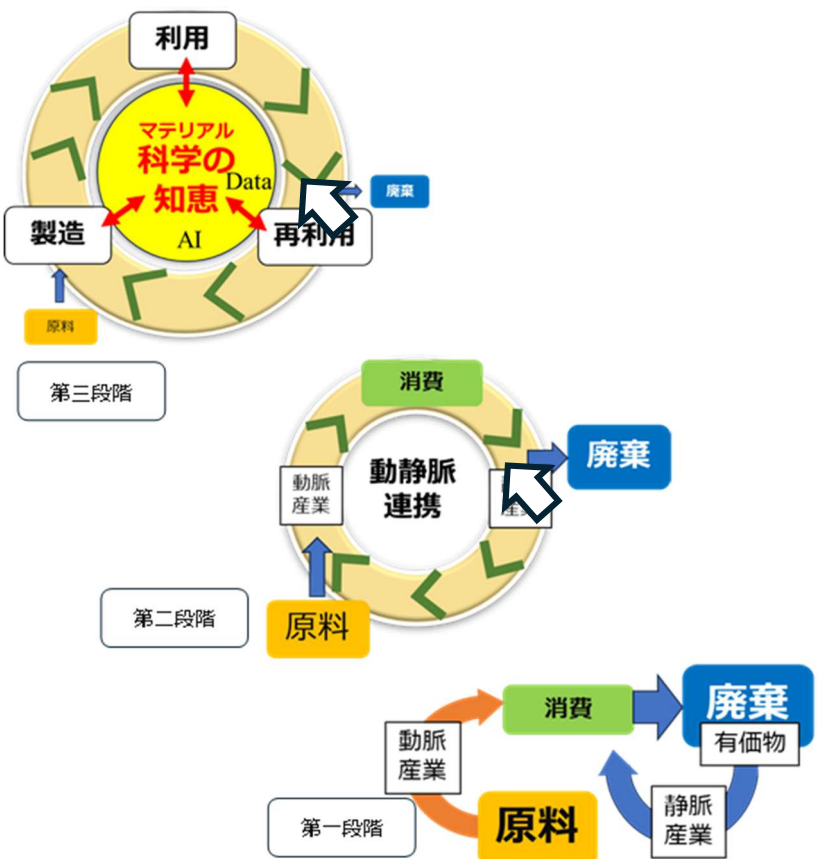 利用
マテリアル
科学の
知恵
Data
AI
廃棄
製造
再利用
原料
第三段階
消費
動静脈
連携
動脈
産業
廃棄
第二段階
原料
消費
廃棄
有価物
動脈
産業
静脈
産業
第一段階
原料